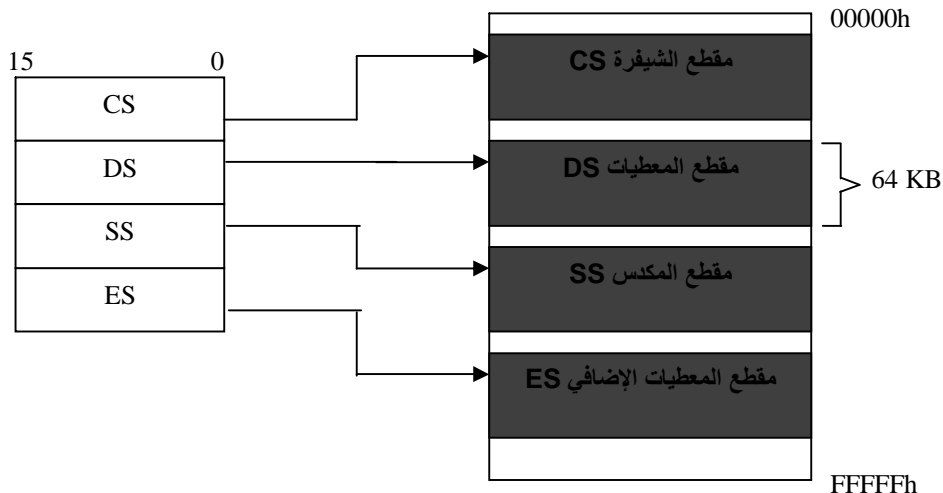 00000h
مقطع الشيفرة CS
15 0
CS
DS
مقطع المعطيات DS
64 KB
SS
مقطع المكدس SS
ES
مقطع المعطيات الإضافي ES
FFFFFh